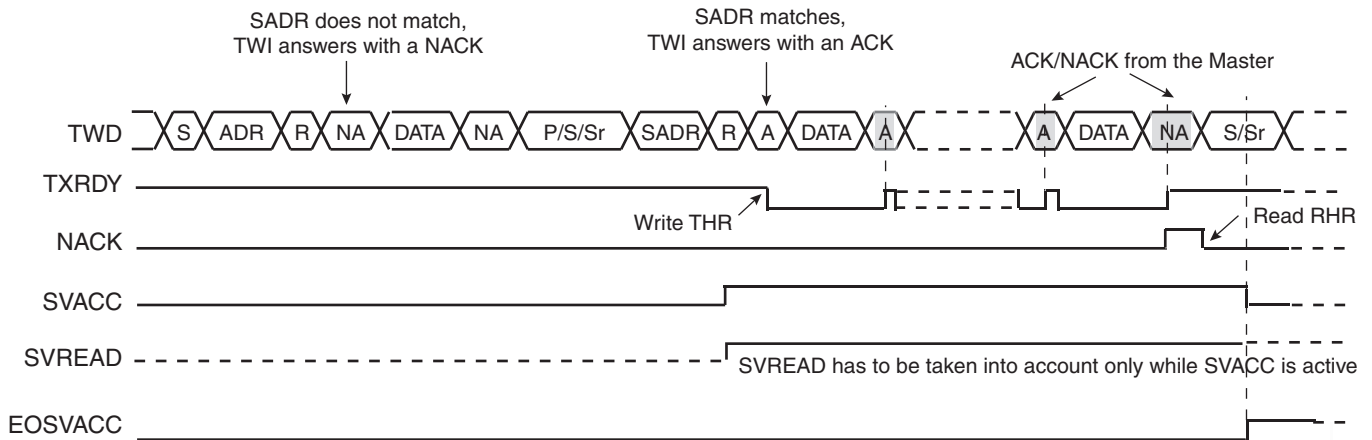 SADR does not match,
TWI answers with a NACK
SADR matches,
TWI answers with an ACK
ACK/NACK from the Master
TWD S ADR R NA DATA NA P/S/Sr SADR R A DATA A A DATA NA S/Sr
TXRDY
Write THR
Read RHR
NACK
SVACC
SVREAD
SVREAD has to be taken into account only while SVACC is active
EOSVACC